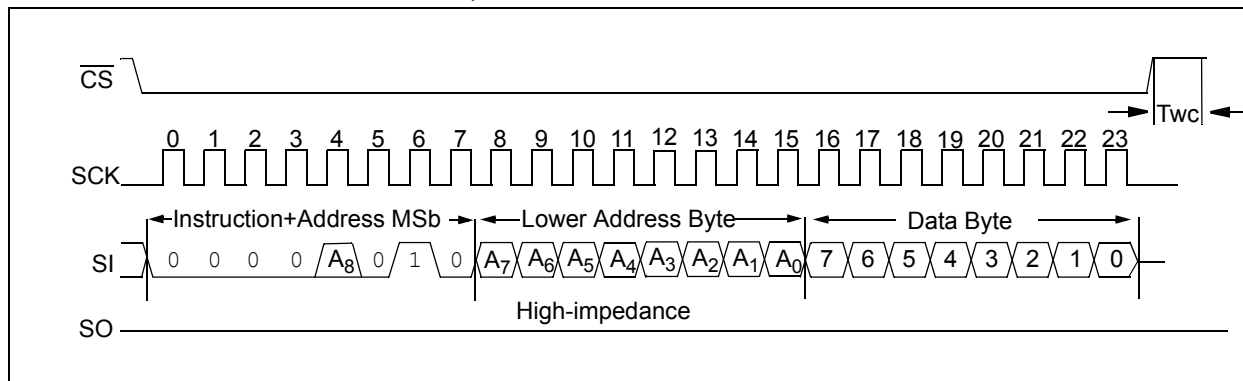 CS
Twc
0 1 2 3 4 5 6 7 8 9 10 11 12 13 14 15 16 17 18 19 20 21 22 23
SCK
Instruction+Address MSb Lower Address Byte Data Byte
SI 0 0 0 0 A8 0 1 0 A7 A6 A5 A4 A3 A2 A1 A0 7 6 5 4 3 2 1 0
High-impedance
SO